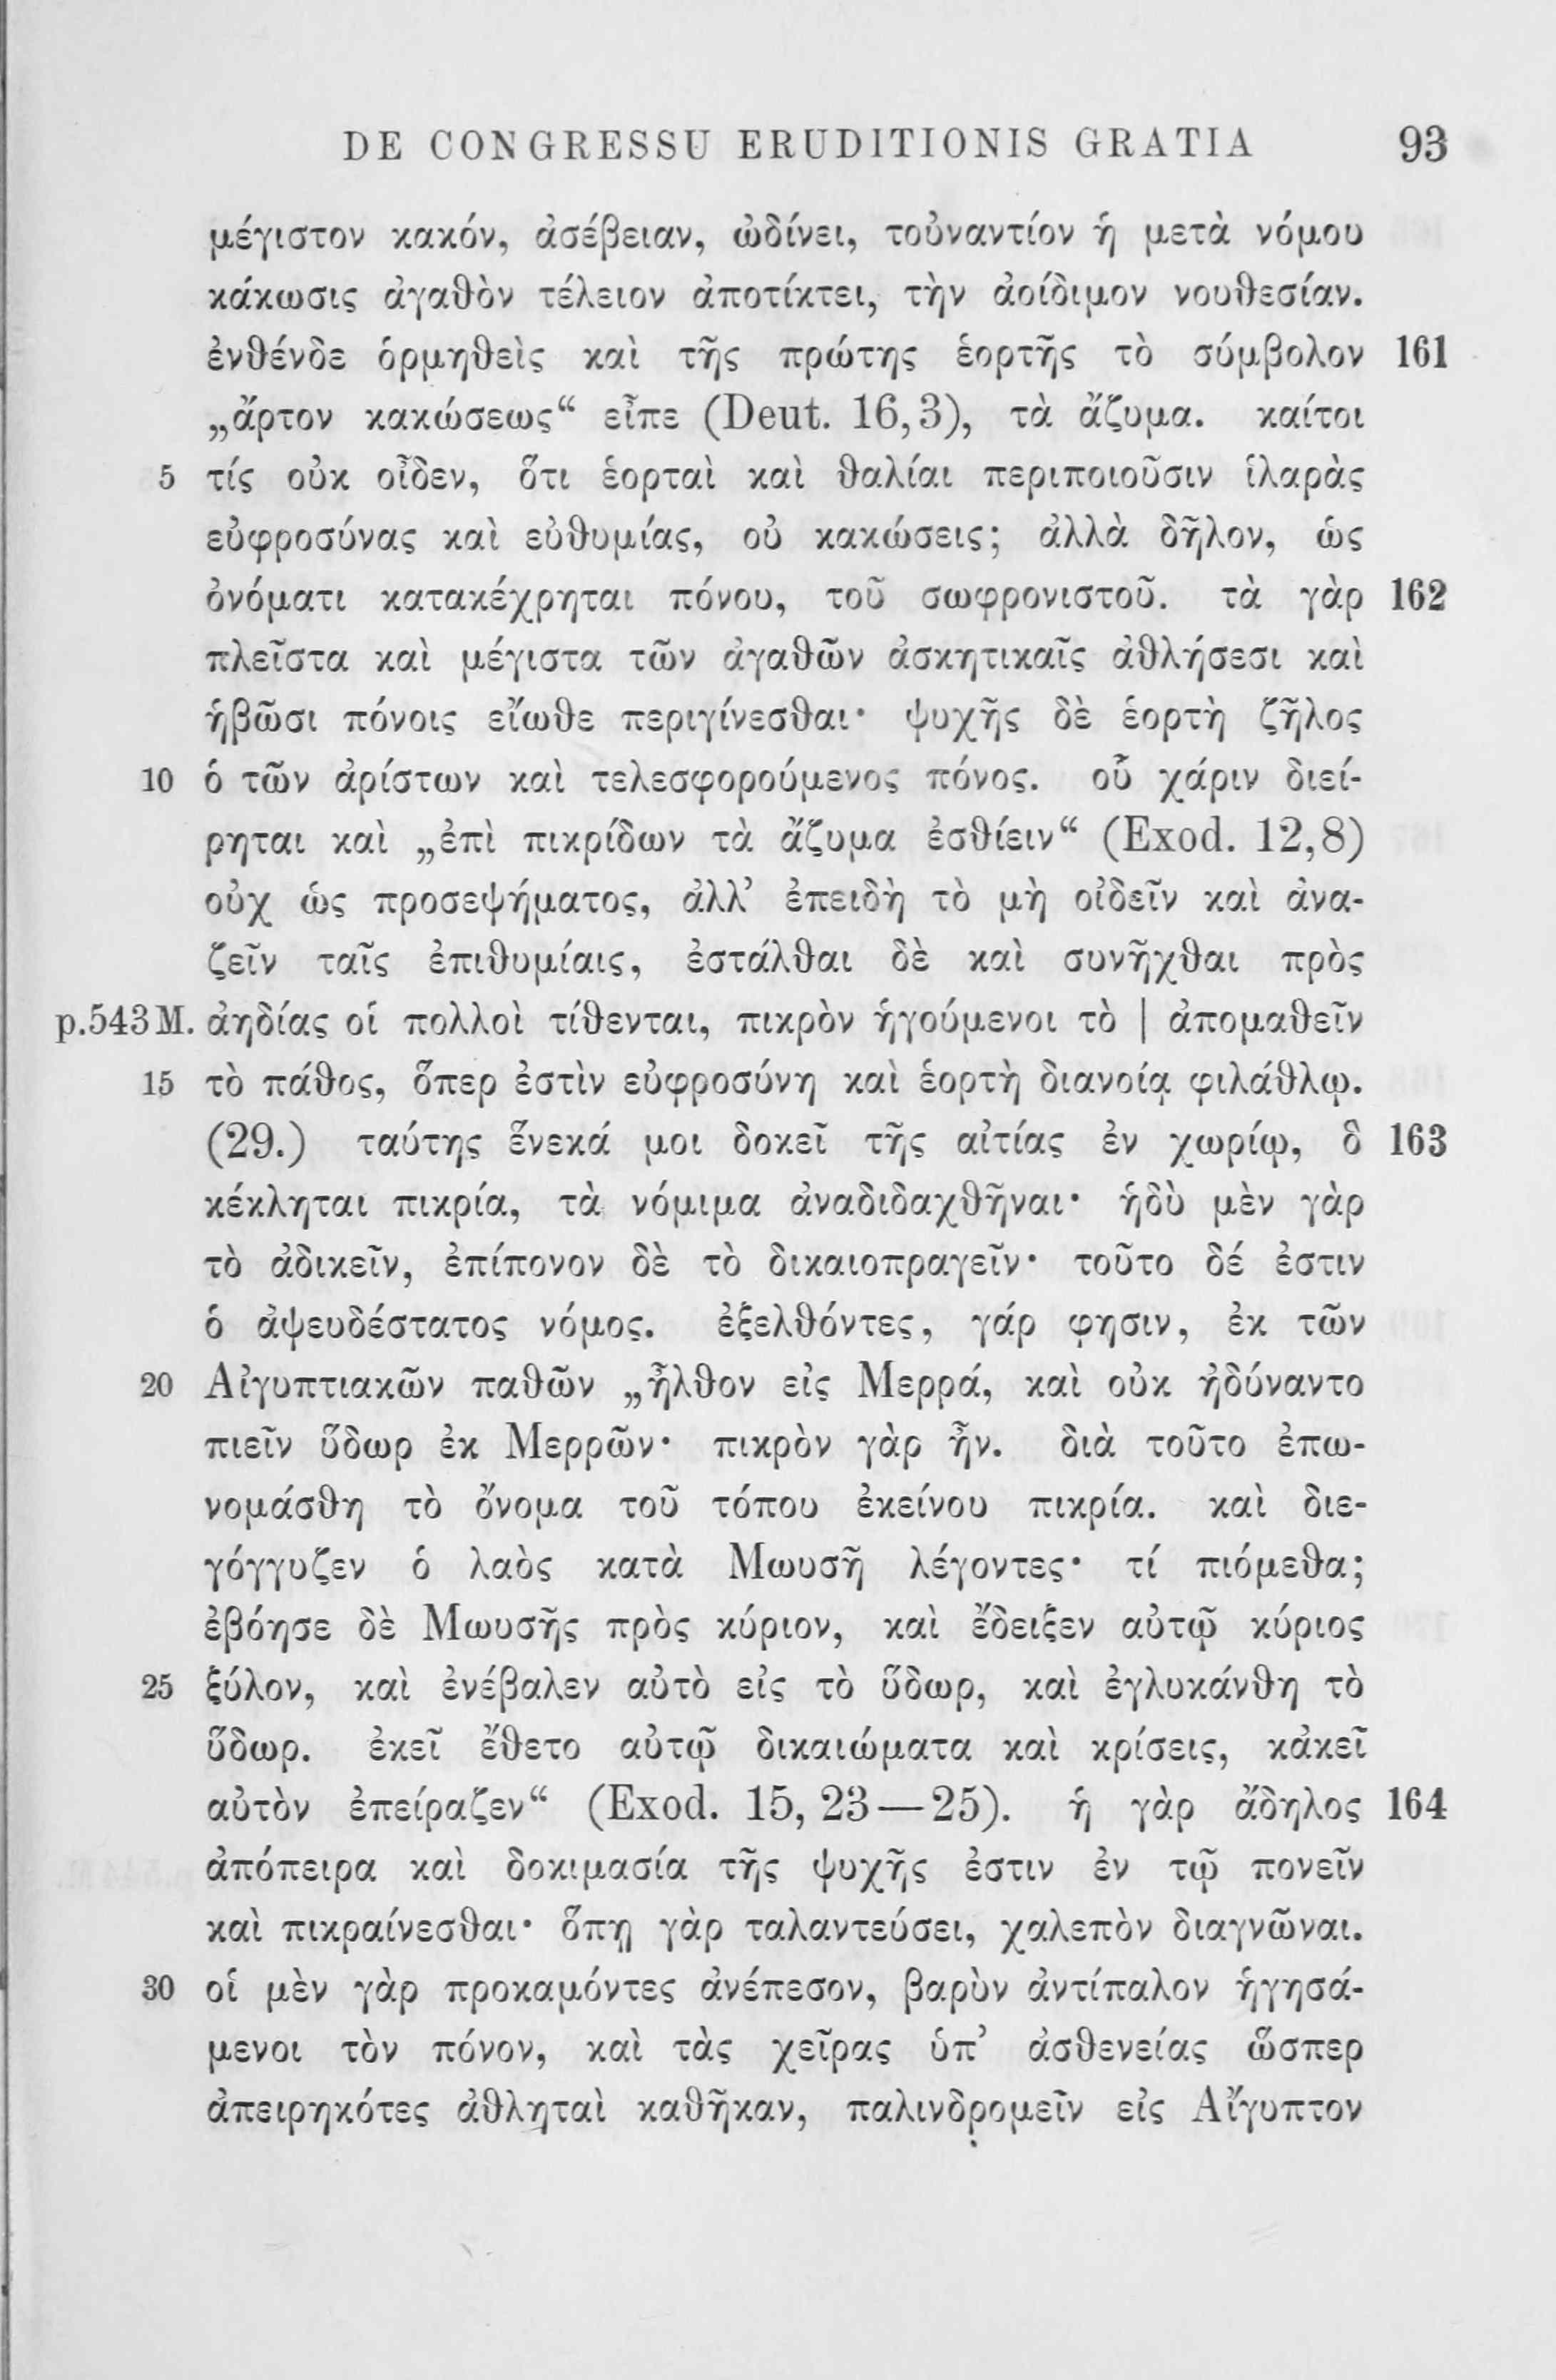 DE CONGRESSU ERUDITIONIS GRATIA 93
μέγιστον κακόν, ἀσέβειαν, ὠδίνει, τοὐναντίον ἡ μετὰ νόμου
κάκωσις ἀγαθὸν τέλειον ἀποτίκτει, τὴν ἀοίδιμον νουθεσίαν.
ἐνθένδε ὁρμηθεὶς καὶ τῆς πρώτης ἑορτῆς τὸ σύμβολον 161
„ἄρτον κακώσεως“ εἶπε (Deut. 16,3), τὰ ἄζυμα. καίτοι
5 τίς οὐκ οἶδεν, ὅτι ἑορταὶ καὶ θαλίαι περιποιοῦσιν ἱλαρὰς
εὐφροσύνας καὶ εὐθυμίας, οὐ κακώσεις; ἀλλὰ δῆλον, ὡς
ὀνόματι κατακέχρηται πόνου, τοῦ σωφρονιστοῦ. τὰ γὰρ 162
πλεῖστα καὶ μέγιστα τῶν ἀγαθῶν ἀσκητικαῖς ἀθλήσεσι καὶ
ἡβῶσι πόνοις εἴωθε περιγίνεσθαι· ψυχῆς δὲ ἑορτὴ ζῆλος
10 ὁ τῶν ἀρίστων καὶ τελεσφορούμενος πόνος. οὗ χάριν διεί-
ρηται καὶ „ἐπὶ πικρίδων τὰ ἄζυμα ἐσθίειν“ (Exod. 12,8)
οὐχ ὡς προσεψήματος, ἀλλ’ ἐπειδὴ τὸ μὴ οἰδεῖν καὶ ἀνα-
ζεῖν ταῖς ἐπιθυμίαις, ἐστάλθαι δὲ καὶ συνῆχθαι πρὸς
p.543 M. ἀηδίας οἱ πολλοὶ τίθενται, πικρὸν ἡγούμενοι τὸ | ἀπομαθεῖν
15 τὸ πάθος, ὅπερ ἐστὶν εὐφροσύνη καὶ ἑορτὴ διανοίᾳ φιλάθλῳ.
(29.) ταύτης ἕνεκά μοι δοκεῖ τῆς αἰτίας ἐν χωρίῳ, ὃ 163
κέκληται πικρία, τὰ νόμιμα ἀναδιδαχθῆναι· ἡδὺ μὲν γὰρ
τὸ ἀδικεῖν, ἐπίπονον δὲ τὸ δικαιοπραγεῖν· τοῦτο δέ ἐστιν
ὁ ἀψευδέστατος νόμος. ἐξελθόντες, γάρ φησιν, ἐκ τῶν
20 Αἰγυπτιακῶν παθῶν „ἦλθον εἰς Μερρά, καὶ οὐκ ἠδύναντο
πιεῖν ὕδωρ ἐκ Μερρῶν· πικρὸν γὰρ ἦν. διὰ τοῦτο ἐπω-
νομάσθη τὸ ὄνομα τοῦ τόπου ἐκείνου πικρία. καὶ διε-
γόγγυζεν ὁ λαὸς κατὰ Μωυσῆ λέγοντες· τί πιόμεθα;
ἐβόησε δὲ Μωυσῆς πρὸς κύριον, καὶ ἔδειξεν αὐτῷ κύριος
25 ξύλον, καὶ ἐνέβαλεν αὐτὸ εἰς τὸ ὕδωρ, καὶ ἐγλυκάνθη τὸ
ὕδωρ. ἐκεῖ ἔθετο αὐτῷ δικαιώματα καὶ κρίσεις, κἀκεῖ
αὐτὸν ἐπείραζεν“ (Exod. 15, 23—25). ἡ γὰρ ἄδηλος 164
ἀπόπειρα καὶ δοκιμασία τῆς ψυχῆς ἐστιν ἐν τῷ πονεῖν
καὶ πικραίνεσθαι· ὅπῃ γὰρ ταλαντεύσει, χαλεπὸν διαγνῶναι.
30 οἱ μὲν γὰρ προκαμόντες ἀνέπεσον, βαρὺν ἀντίπαλον ἡγησά-
μενοι τὸν πόνον, καὶ τὰς χεῖρας ὑπ’ ἀσθενείας ὥσπερ
ἀπειρηκότες ἀθληταὶ καθῆκαν, παλινδρομεῖν εἰς Αἴγυπτον